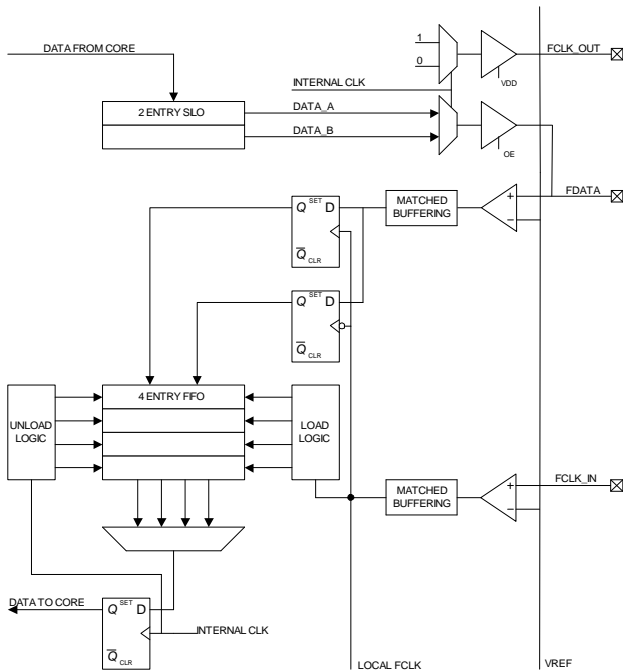 DATA FROM CORE
1
0
FCLK_OUT
VDD
INTERNAL CLK
2 ENTRY SILO
DATA_A
DATA_B
OE
FDATA
Q SET D
Q CLR
MATCHED BUFFERING
+
−
Q SET D
Q CLR
UNLOAD LOGIC
4 ENTRY FIFO
LOAD LOGIC
MATCHED BUFFERING
+
−
FCLK_IN
DATA TO CORE
Q SET D
Q CLR
INTERNAL CLK
LOCAL FCLK
VREF